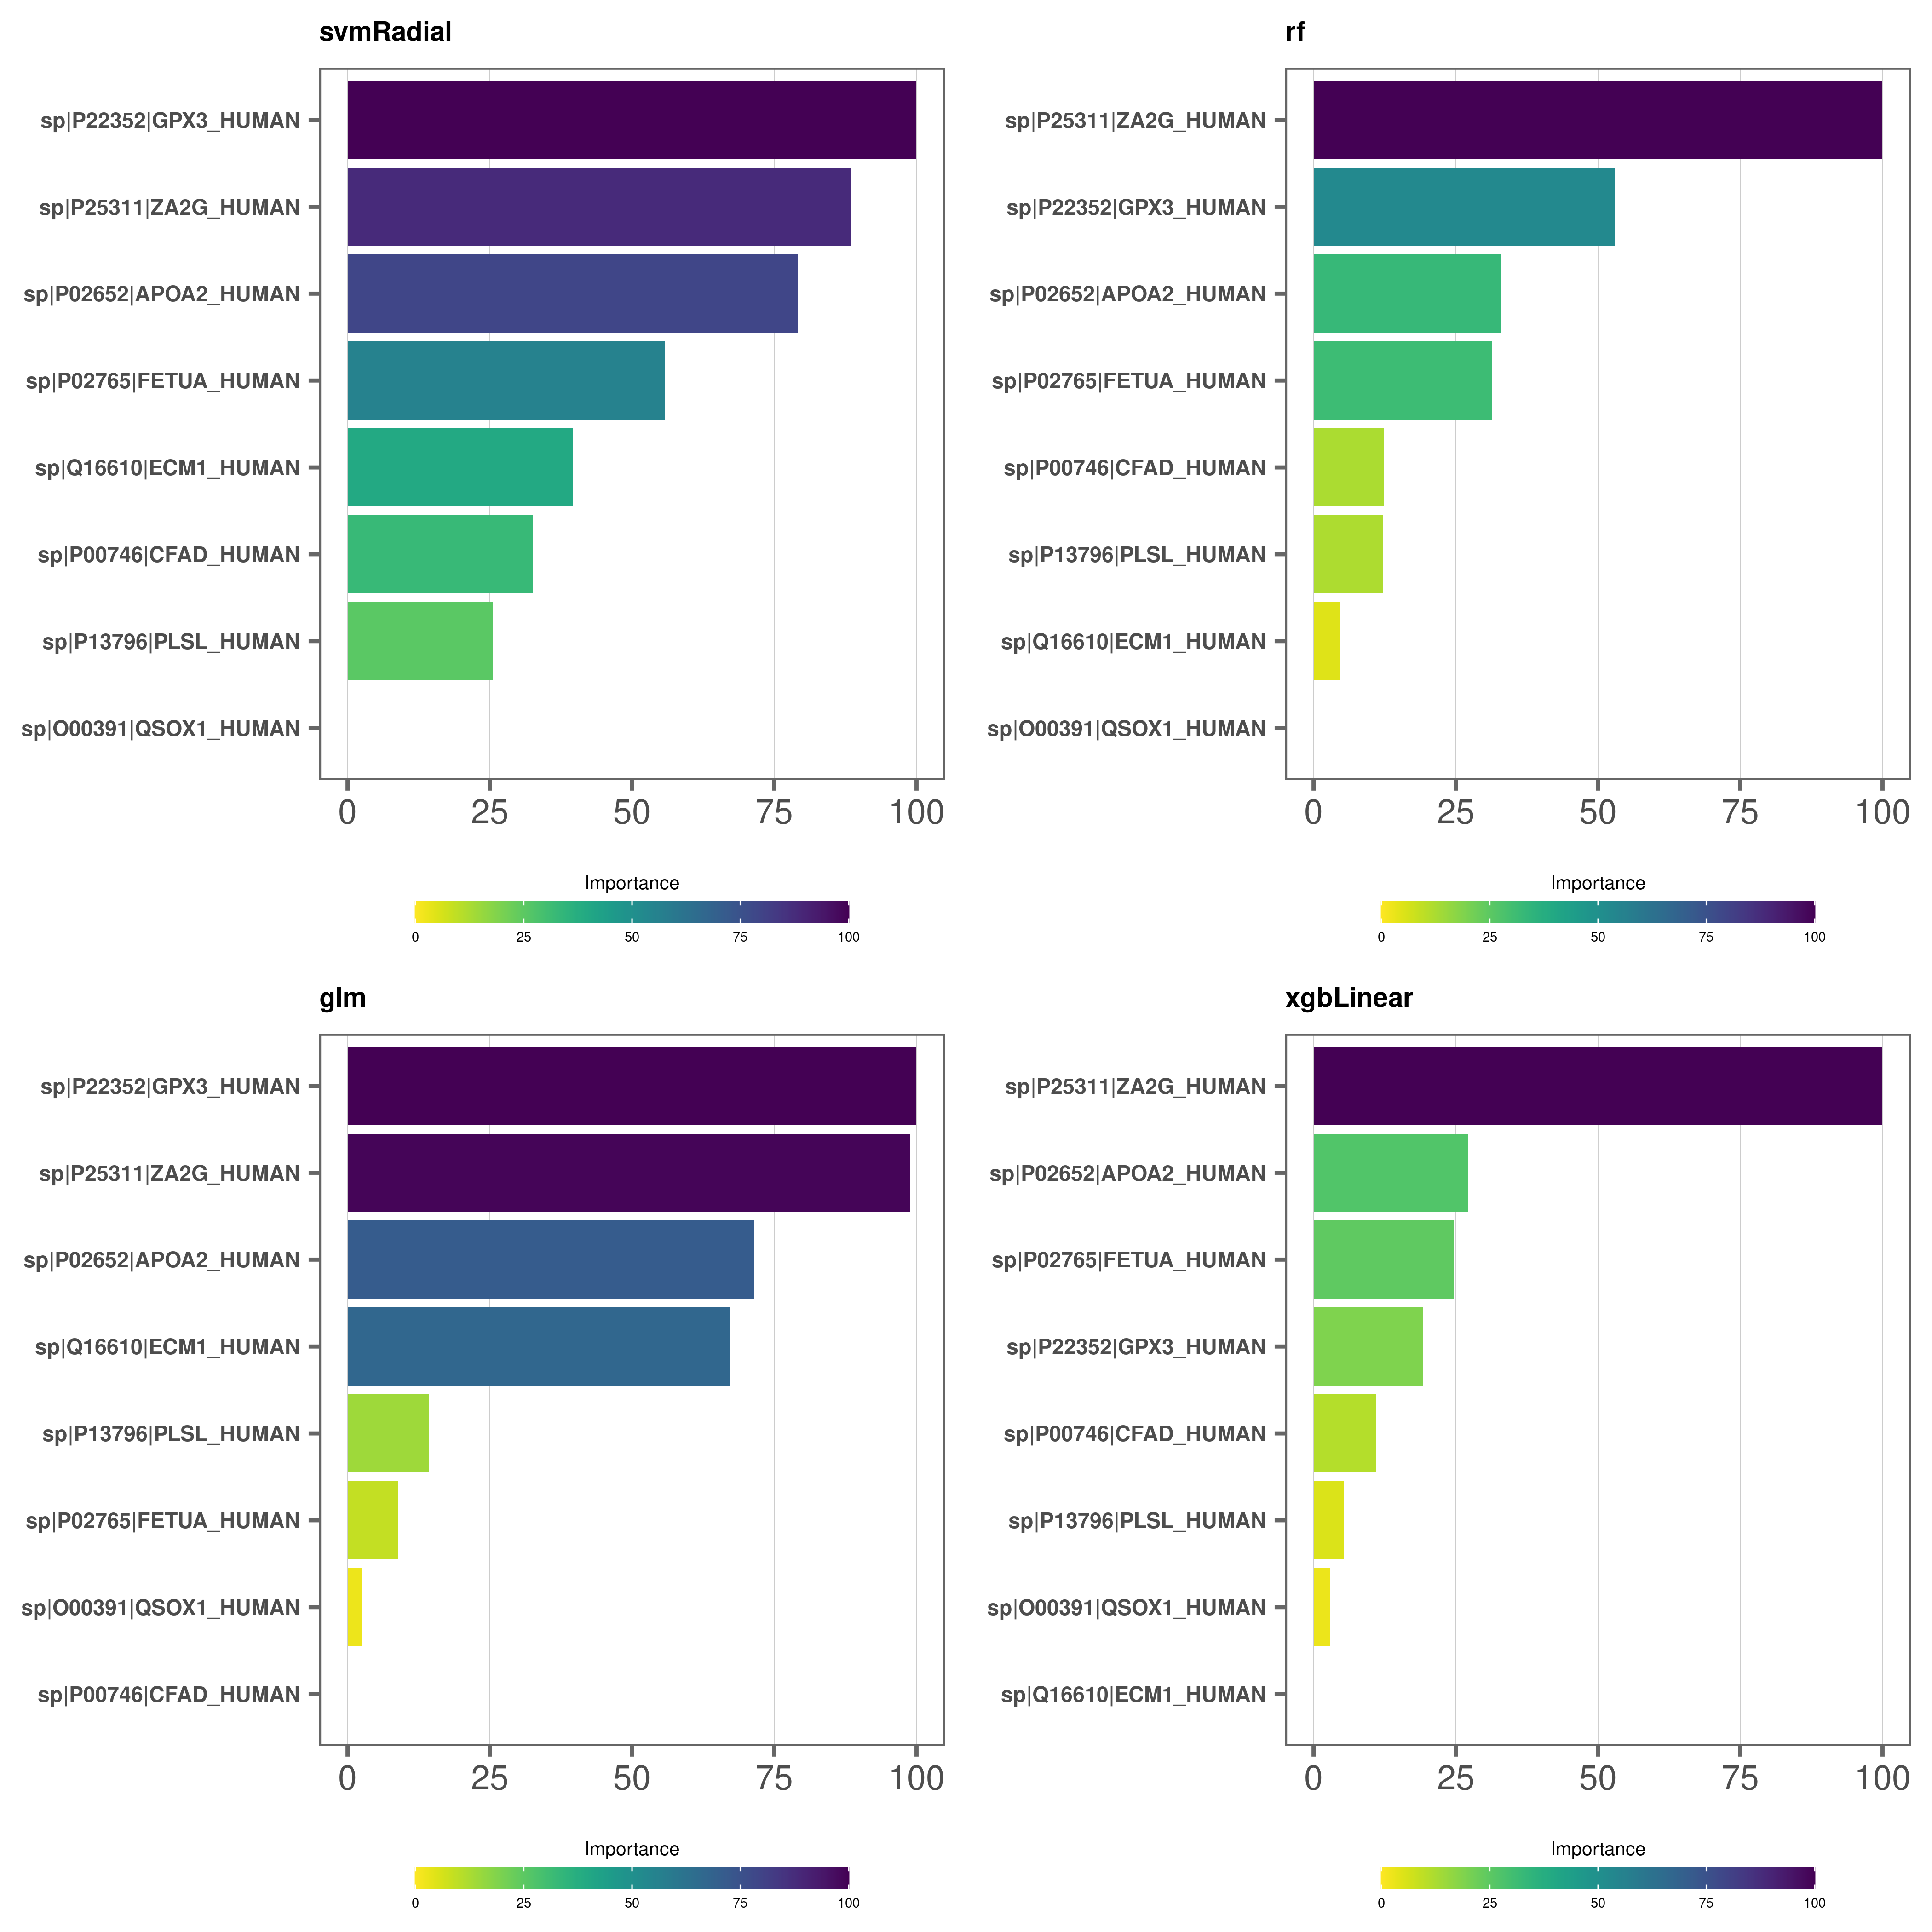 svmRadial
sp|P22352|GPX3_HUMAN
sp|P25311|ZA2G_HUMAN
sp|P02652|APOA2_HUMAN
sp|P02765|FETUA_HUMAN
sp|Q16610|ECM1_HUMAN
sp|P00746|CFAD_HUMAN
sp|P13796|PLSL_HUMAN
sp|O00391|QSOX1_HUMAN
0 25 50 75 100
Importance
0 25 50 75 100
rf
sp|P25311|ZA2G_HUMAN
sp|P22352|GPX3_HUMAN
sp|P02652|APOA2_HUMAN
sp|P02765|FETUA_HUMAN
sp|P00746|CFAD_HUMAN
sp|P13796|PLSL_HUMAN
sp|Q16610|ECM1_HUMAN
sp|O00391|QSOX1_HUMAN
0 25 50 75 100
Importance
0 25 50 75 100
glm
sp|P22352|GPX3_HUMAN
sp|P25311|ZA2G_HUMAN
sp|P02652|APOA2_HUMAN
sp|Q16610|ECM1_HUMAN
sp|P13796|PLSL_HUMAN
sp|P02765|FETUA_HUMAN
sp|O00391|QSOX1_HUMAN
sp|P00746|CFAD_HUMAN
0 25 50 75 100
Importance
0 25 50 75 100
xgbLinear
sp|P25311|ZA2G_HUMAN
sp|P02652|APOA2_HUMAN
sp|P02765|FETUA_HUMAN
sp|P22352|GPX3_HUMAN
sp|P00746|CFAD_HUMAN
sp|P13796|PLSL_HUMAN
sp|O00391|QSOX1_HUMAN
sp|Q16610|ECM1_HUMAN
0 25 50 75 100
Importance
0 25 50 75 100